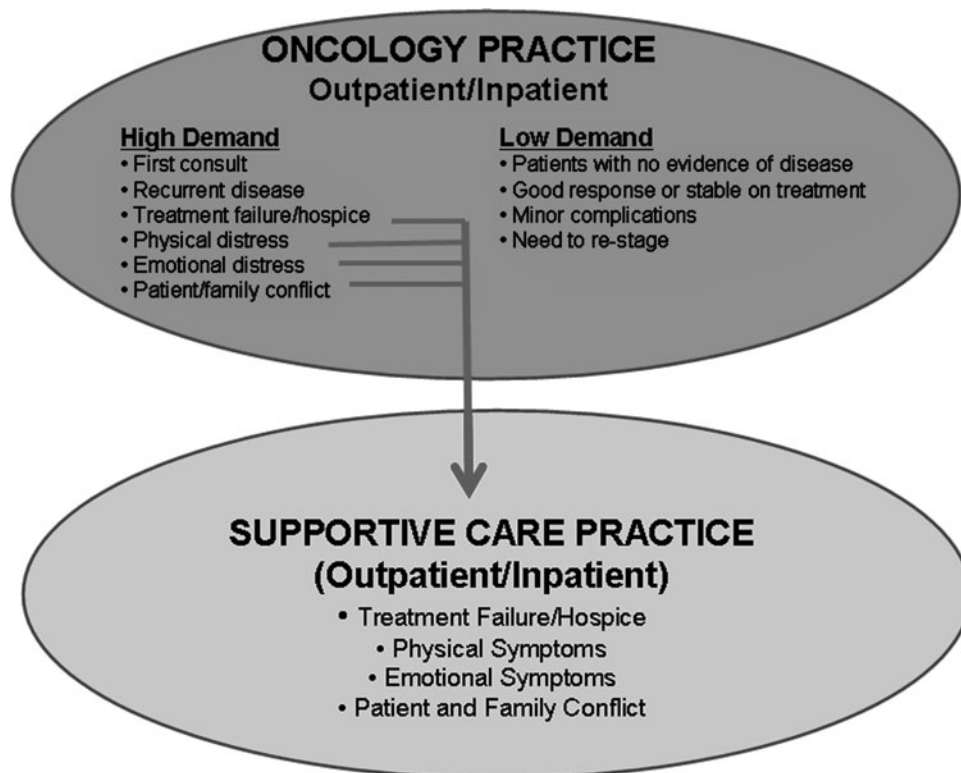 ONCOLOGY PRACTICE
Outpatient/Inpatient
High Demand
• First consult
• Recurrent disease
• Treatment failure/hospice
• Physical distress
• Emotional distress
• Patient/family conflict
Low Demand
• Patients with no evidence of disease
• Good response or stable on treatment
• Minor complications
• Need to re-stage
SUPPORTIVE CARE PRACTICE
(Outpatient/Inpatient)
• Treatment Failure/Hospice
• Physical Symptoms
• Emotional Symptoms
• Patient and Family Conflict